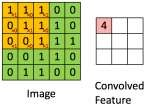 1 1 1 0 0
0 1 1 1 0
0 0 1 1 1
0 0 1 1 0
0 1 1 0 0
4
Image
Convolved
Feature